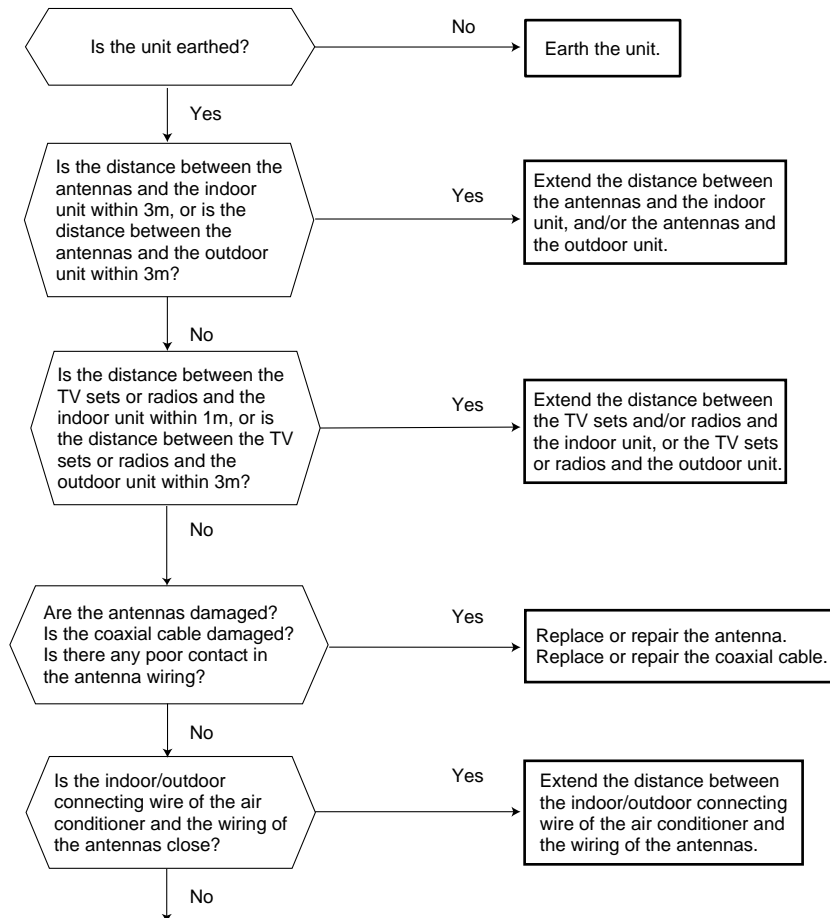 Is the unit earthed?
No
Earth the unit.
Yes
Is the distance between the
antennas and the indoor
unit within 3m, or is the
distance between the
antennas and the outdoor
unit within 3m?
Yes
Extend the distance between
the antennas and the indoor
unit, and/or the antennas and
the outdoor unit.
No
Is the distance between the
TV sets or radios and the
indoor unit within 1m, or is
the distance between the TV
sets or radios and the
outdoor unit within 3m?
Yes
Extend the distance between
the TV sets and/or radios and
the indoor unit, or the TV sets
or radios and the outdoor unit.
No
Are the antennas damaged?
Is the coaxial cable damaged?
Is there any poor contact in
the antenna wiring?
Yes
Replace or repair the antenna.
Replace or repair the coaxial cable.
No
Is the indoor/outdoor
connecting wire of the air
conditioner and the wiring of
the antennas close?
Yes
Extend the distance between
the indoor/outdoor connecting
wire of the air conditioner and
the wiring of the antennas.
No